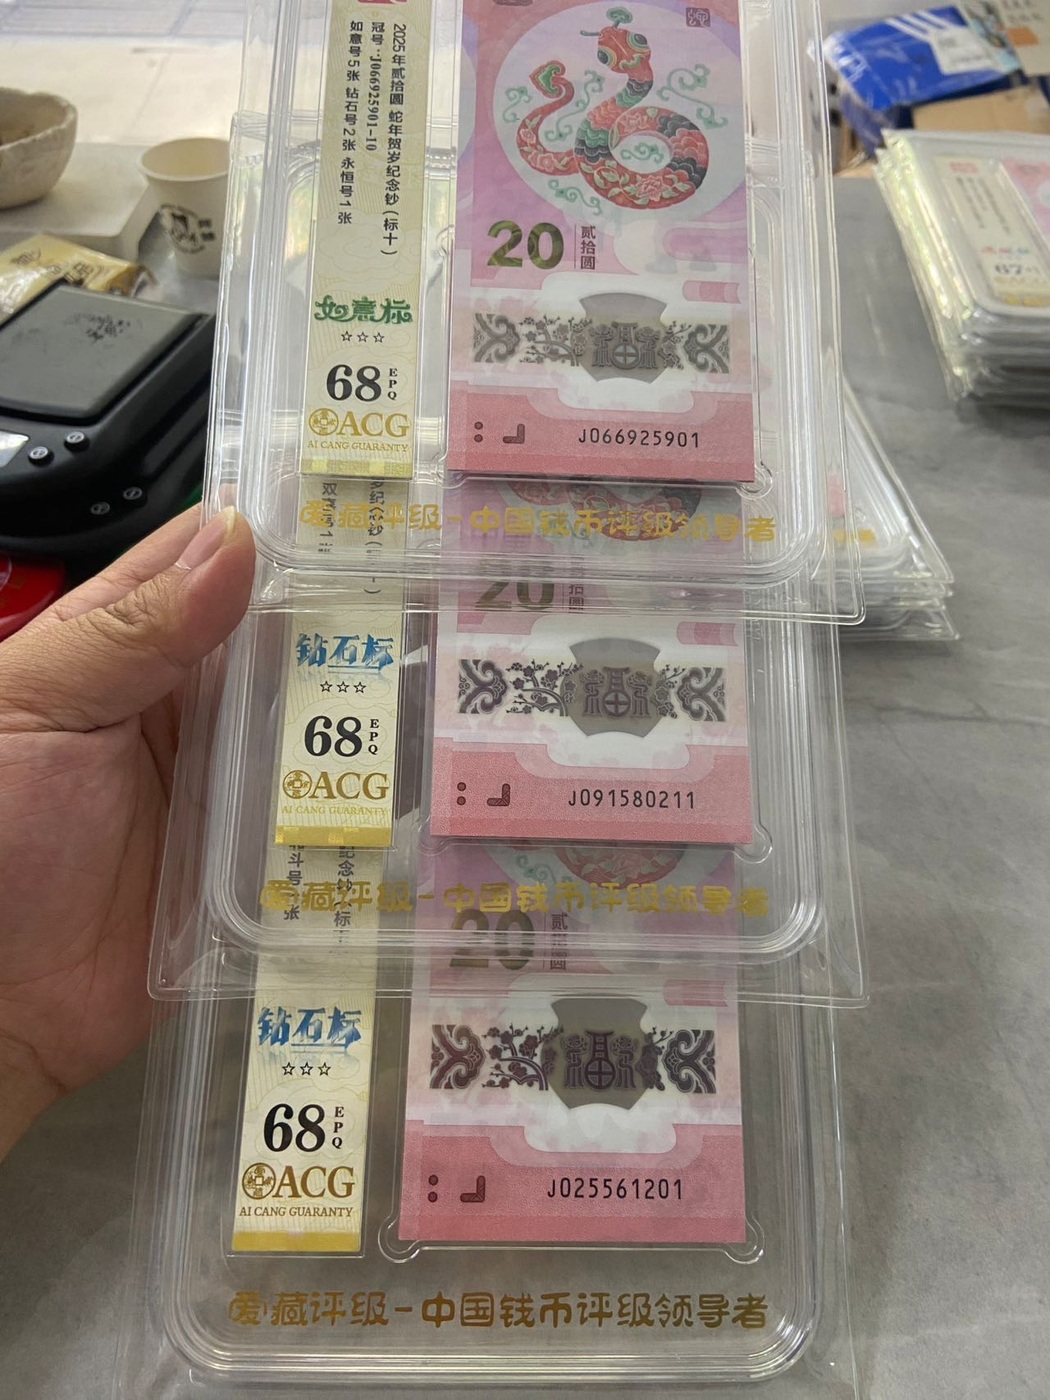 2025年贰拾圆 蛇年贺岁纪念钞(标十)
冠号:J066925901-10
如意号5张 钻石号2张 永恒号1张
如意标
☆☆☆
68
EPQ
ACG
AI CANG GUARANTY
20
贰拾圆
J066925901
爱藏评级-中国钱币评级领导者
钻石标
☆☆☆
68
EPQ
ACG
AI CANG GUARANTY
20
拾圆
J091580211
爱藏评级-中国钱币评级领导者
钻石标
☆☆☆
68
EPQ
ACG
AI CANG GUARANTY
20
贰拾圆
J025561201
爱藏评级-中国钱币评级领导者
67